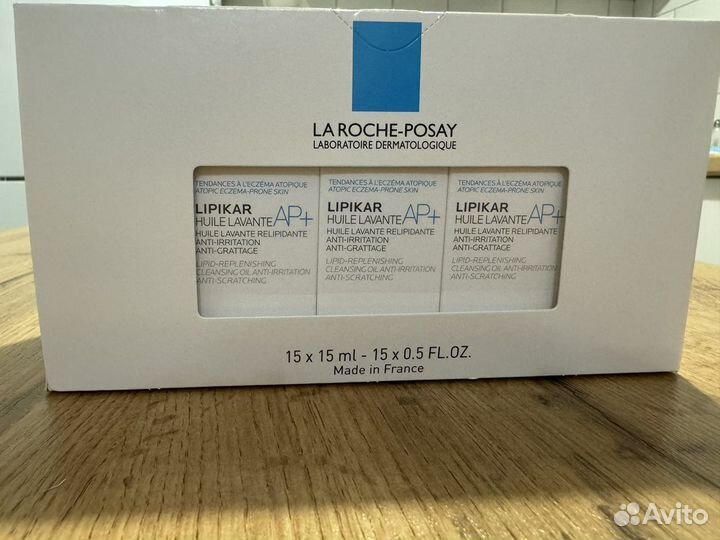 LA ROCHE-POSAY
LABORATOIRE DERMATOLOGIQUE
TENDANCES À L'ECZÉMA ATOPIQUE
ATOPIC ECZEMA-PRONE SKIN
LIPIKAR
HUILE LAVANTE AP+
HUILE LAVANTE RELIPIDANTE
ANTI-IRRITATION
ANTI-GRATTAGE
LIPID-REPLENISHING
CLEANSING OIL ANTI-IRRITATION
ANTI-SCRATCHING
TENDANCES À L'ECZÉMA ATOPIQUE
ATOPIC ECZEMA-PRONE SKIN
LIPIKAR
HUILE LAVANTE AP+
HUILE LAVANTE RELIPIDANTE
ANTI-IRRITATION
ANTI-GRATTAGE
LIPID-REPLENISHING
CLEANSING OIL ANTI-IRRITATION
ANTI-SCRATCHING
TENDANCES À L'ECZÉMA ATOPIQUE
ATOPIC ECZEMA-PRONE SKIN
LIPIKAR
HUILE LAVANTE AP+
HUILE LAVANTE RELIPIDANTE
ANTI-IRRITATION
ANTI-GRATTAGE
LIPID-REPLENISHING
CLEANSING OIL ANTI-IRRITATION
ANTI-SCRATCHING
15 x 15 ml - 15 x 0.5 FL.OZ.
Made in France
Avito